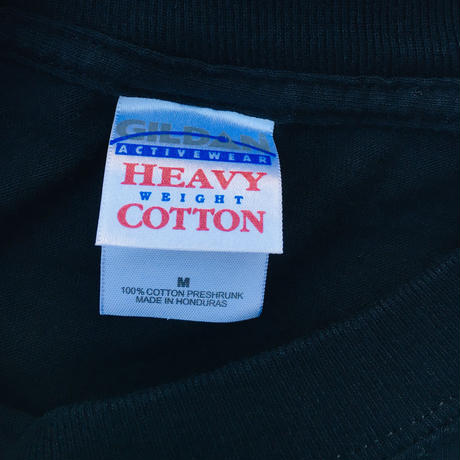 GILDAN
ACTIVEWEAR
HEAVY
WEIGHT
COTTON
M
100% COTTON PRESHRUNK
MADE IN HONDURAS